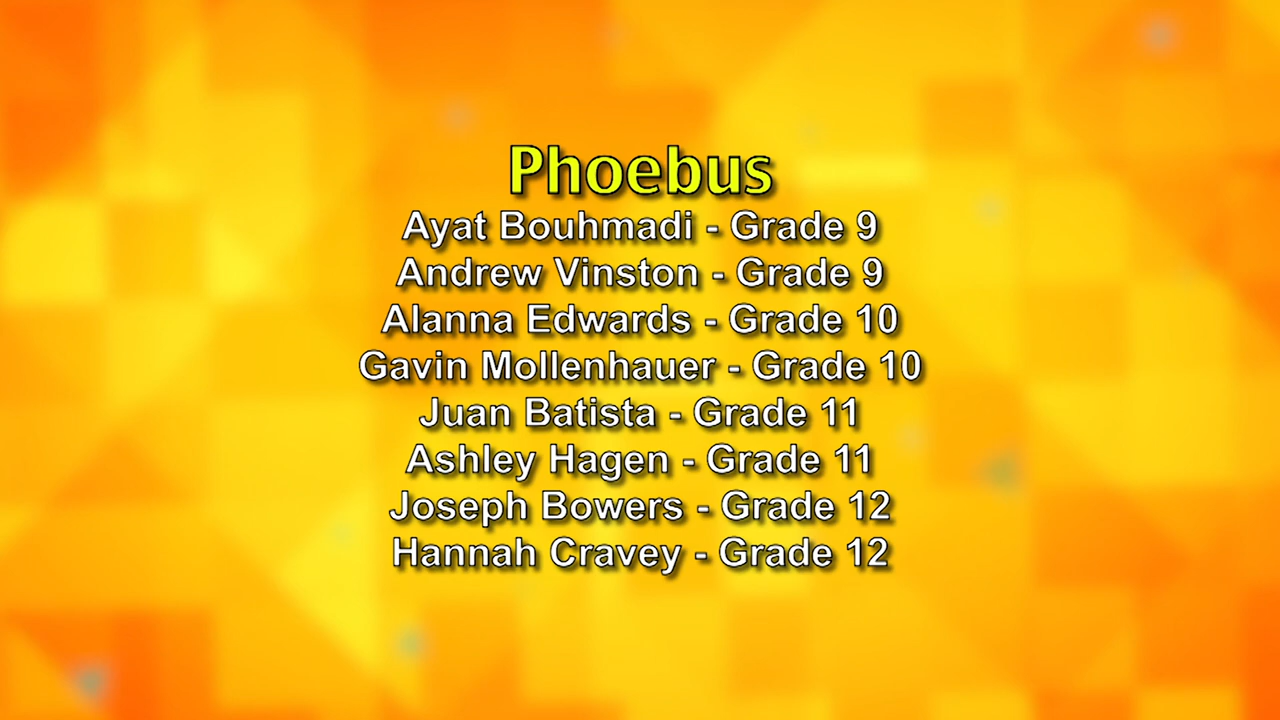 Phoebus
Ayat Bouhmadi - Grade 9
Andrew Vinston - Grade 9
Alanna Edwards - Grade 10
Gavin Mollenhauer - Grade 10
Juan Batista - Grade 11
Ashley Hagen - Grade 11
Joseph Bowers - Grade 12
Hannah Cravey - Grade 12